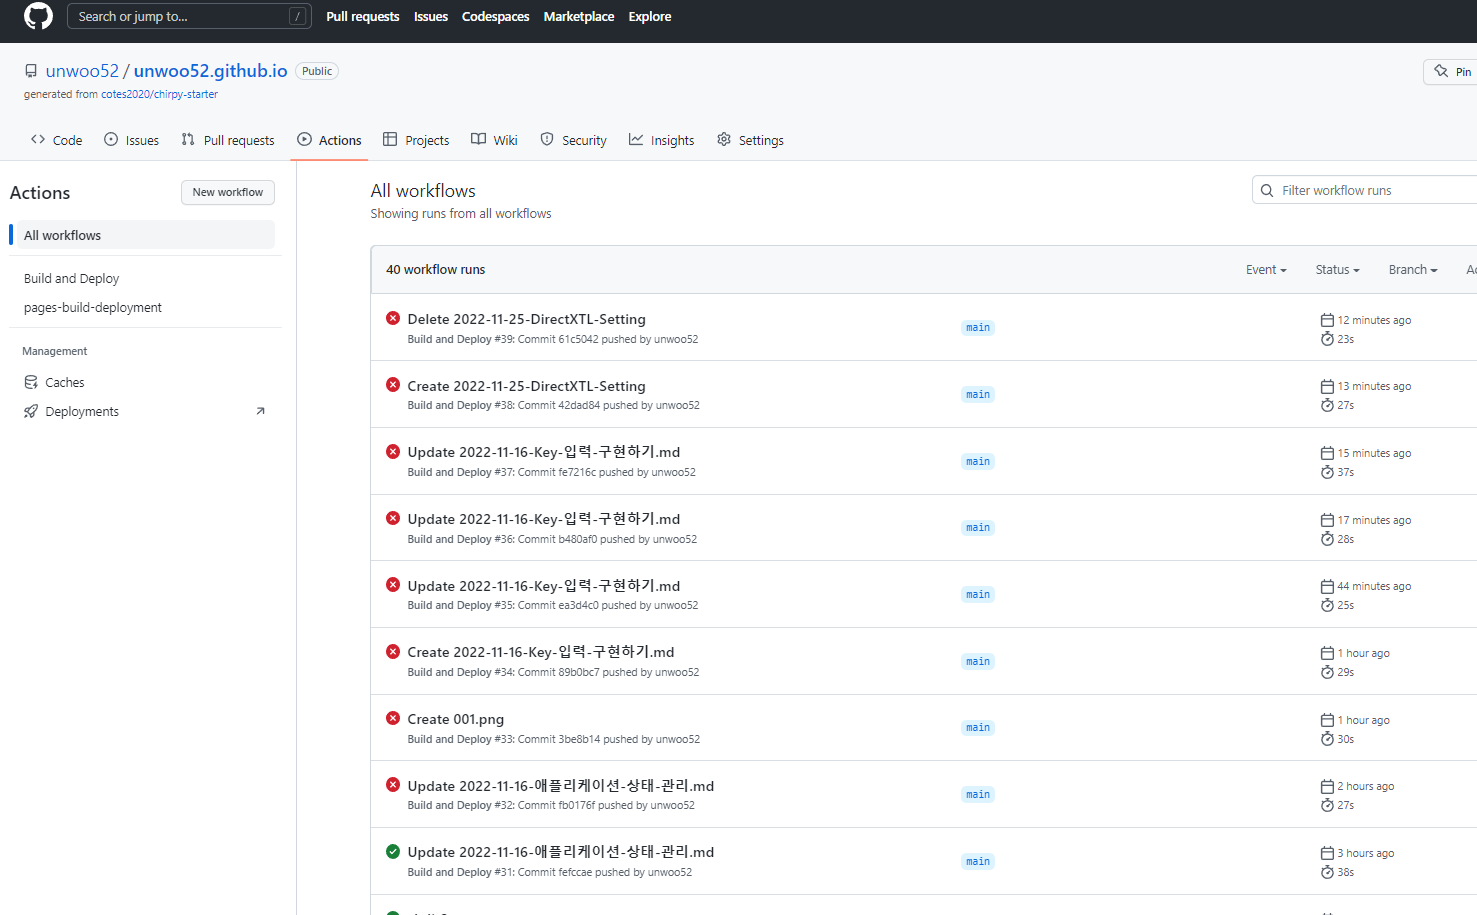 Search or jump to... /
Pull requests Issues Codespaces Marketplace Explore
unwoo52 / unwoo52.github.io Public
Pin
generated from cotes2020/chirpy-starter
Code Issues Pull requests Actions Projects Wiki Security Insights Settings
Actions
New workflow
All workflows
Build and Deploy
pages-build-deployment
Management
Caches
Deployments
All workflows
Showing runs from all workflows
Filter workflow runs
40 workflow runs
Event Status Branch
Delete 2022-11-25-DirectXTL-Setting
Build and Deploy #39: Commit 61c5042 pushed by unwoo52
main
12 minutes ago
23s
Create 2022-11-25-DirectXTL-Setting
Build and Deploy #38: Commit 42dad84 pushed by unwoo52
main
13 minutes ago
27s
Update 2022-11-16-Key-입력-구현하기.md
Build and Deploy #37: Commit fe7216c pushed by unwoo52
main
15 minutes ago
37s
Update 2022-11-16-Key-입력-구현하기.md
Build and Deploy #36: Commit b480af0 pushed by unwoo52
main
17 minutes ago
28s
Update 2022-11-16-Key-입력-구현하기.md
Build and Deploy #35: Commit ea3d4c0 pushed by unwoo52
main
44 minutes ago
25s
Create 2022-11-16-Key-입력-구현하기.md
Build and Deploy #34: Commit 89b0bc7 pushed by unwoo52
main
1 hour ago
29s
Create 001.png
Build and Deploy #33: Commit 3be8b14 pushed by unwoo52
main
1 hour ago
30s
Update 2022-11-16-애플리케이션-상태-관리.md
Build and Deploy #32: Commit fb0176f pushed by unwoo52
main
2 hours ago
27s
Update 2022-11-16-애플리케이션-상태-관리.md
Build and Deploy #31: Commit fefccae pushed by unwoo52
main
3 hours ago
38s